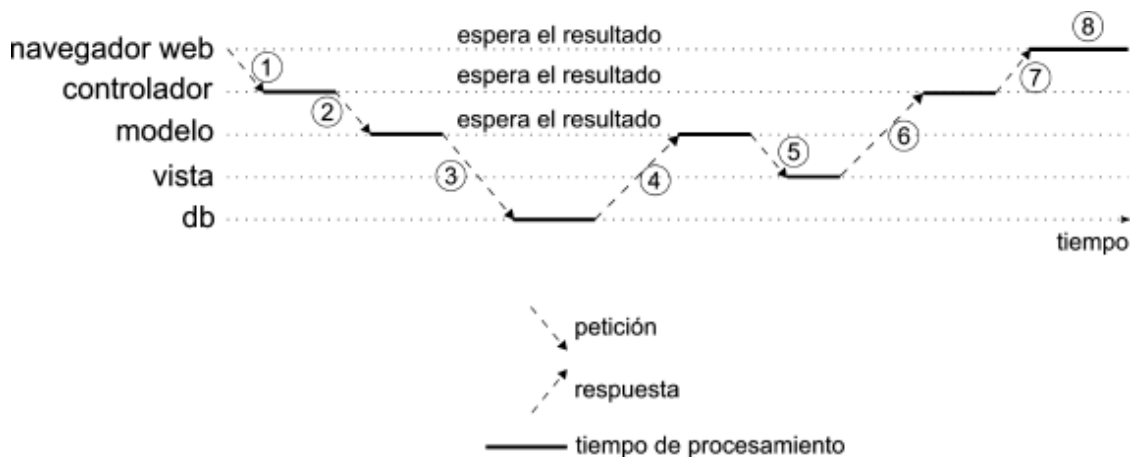 navegador web
espera el resultado
8
1
espera el resultado
7
controlador
2
espera el resultado
modelo
6
3
4
5
vista
db
tiempo
petición
respuesta
tiempo de procesamiento